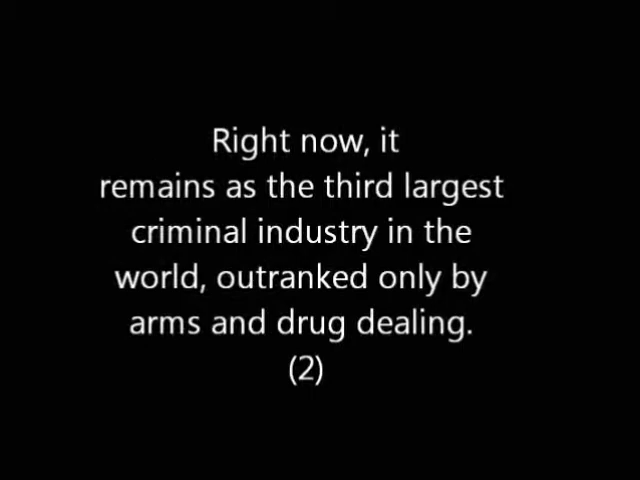 Right now, it
remains as the third largest
criminal industry in the
world, outranked only by
arms and drug dealing.
(2)